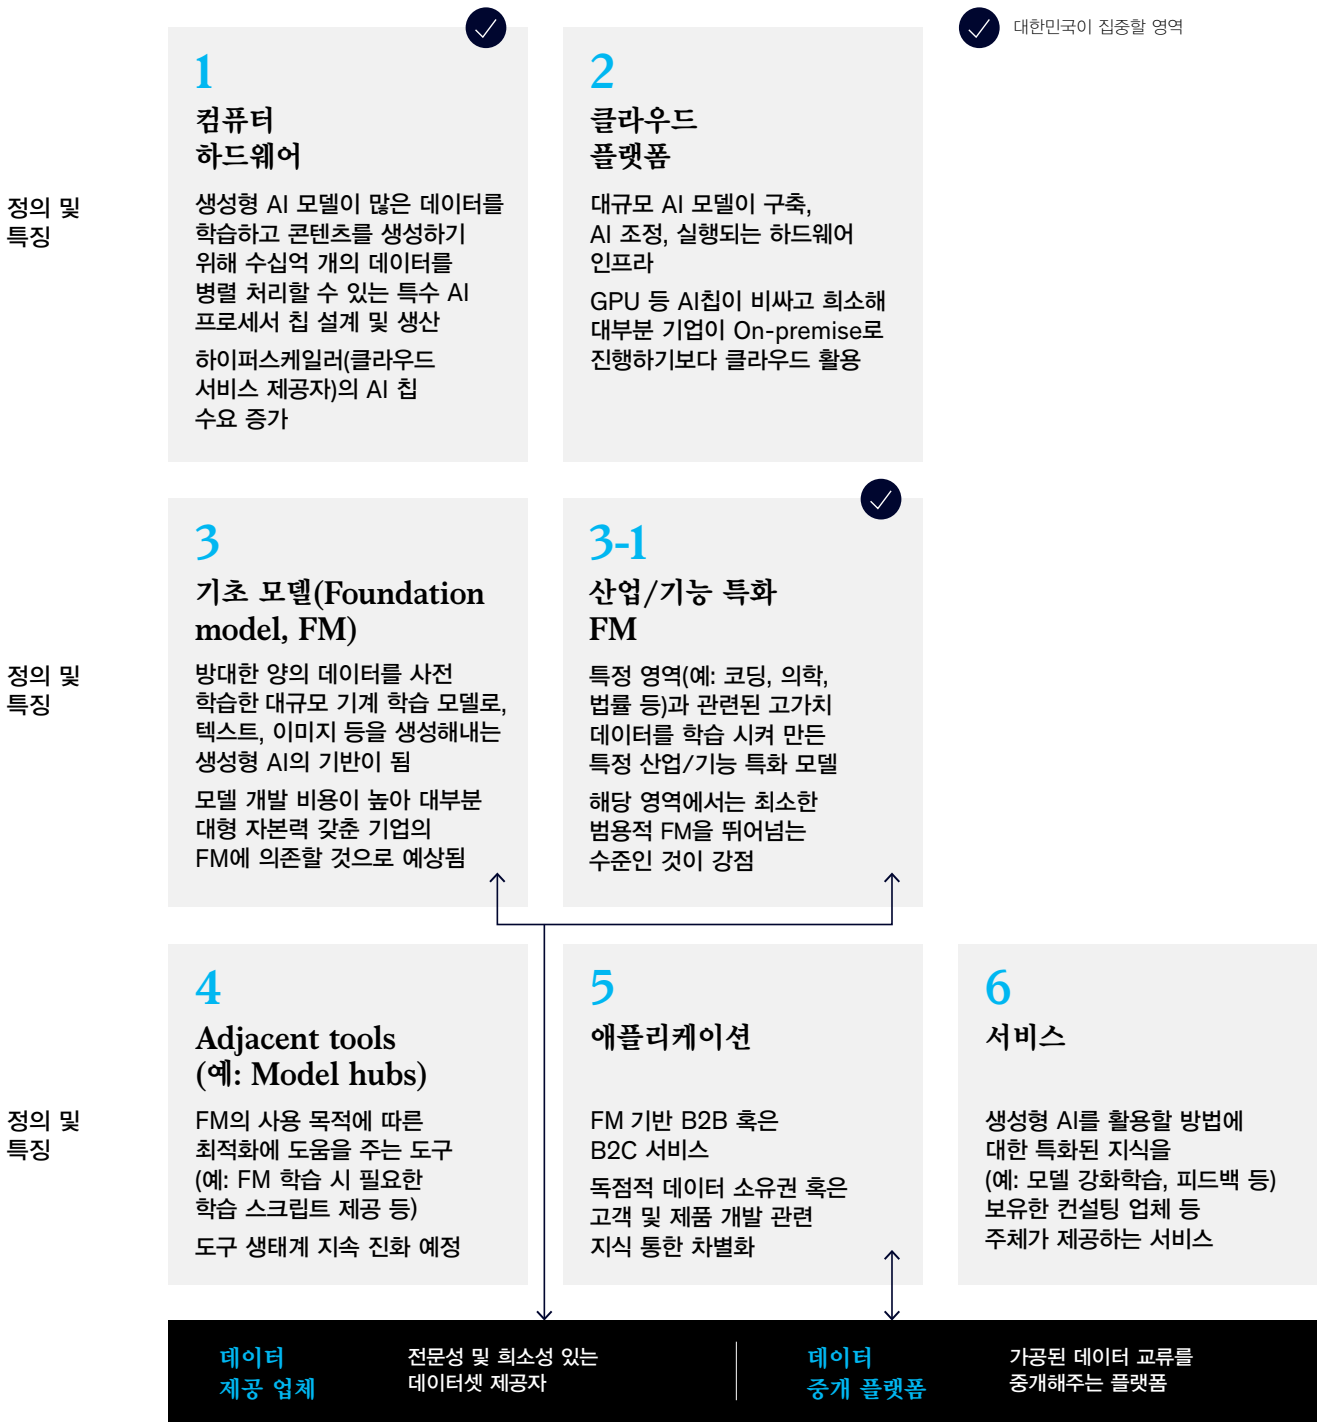 대한민국이 집중할 영역
정의 및
특징
1
컴퓨터
하드웨어
생성형 AI 모델이 많은 데이터를
학습하고 콘텐츠를 생성하기
위해 수십억 개의 데이터를
병렬 처리할 수 있는 특수 AI
프로세서 칩 설계 및 생산
하이퍼스케일러(클라우드
서비스 제공자)의 AI 칩
수요 증가
2
클라우드
플랫폼
대규모 AI 모델이 구축,
AI 조정, 실행되는 하드웨어
인프라
GPU 등 AI칩이 비싸고 희소해
대부분 기업이 On-premise로
진행하기보다 클라우드 활용
정의 및
특징
3
기초 모델(Foundation
model, FM)
방대한 양의 데이터를 사전
학습한 대규모 기계 학습 모델로,
텍스트, 이미지 등을 생성해내는
생성형 AI의 기반이 됨
모델 개발 비용이 높아 대부분
대형 자본력 갖춘 기업의
FM에 의존할 것으로 예상됨
3-1
산업/기능 특화
FM
특정 영역(예: 코딩, 의학,
법률 등)과 관련된 고가치
데이터를 학습 시켜 만든
특정 산업/기능 특화 모델
해당 영역에서는 최소한
범용적 FM을 뛰어넘는
수준인 것이 강점
정의 및
특징
4
Adjacent tools
(예: Model hubs)
FM의 사용 목적에 따른
최적화에 도움을 주는 도구
(예: FM 학습 시 필요한
학습 스크립트 제공 등)
도구 생태계 지속 진화 예정
5
애플리케이션
FM 기반 B2B 혹은
B2C 서비스
독점적 데이터 소유권 혹은
고객 및 제품 개발 관련
지식 통한 차별화
6
서비스
생성형 AI를 활용할 방법에
대한 특화된 지식을
(예: 모델 강화학습, 피드백 등)
보유한 컨설팅 업체 등
주체가 제공하는 서비스
데이터
제공 업체
전문성 및 희소성 있는
데이터셋 제공자
데이터
중개 플랫폼
가공된 데이터 교류를
중개해주는 플랫폼